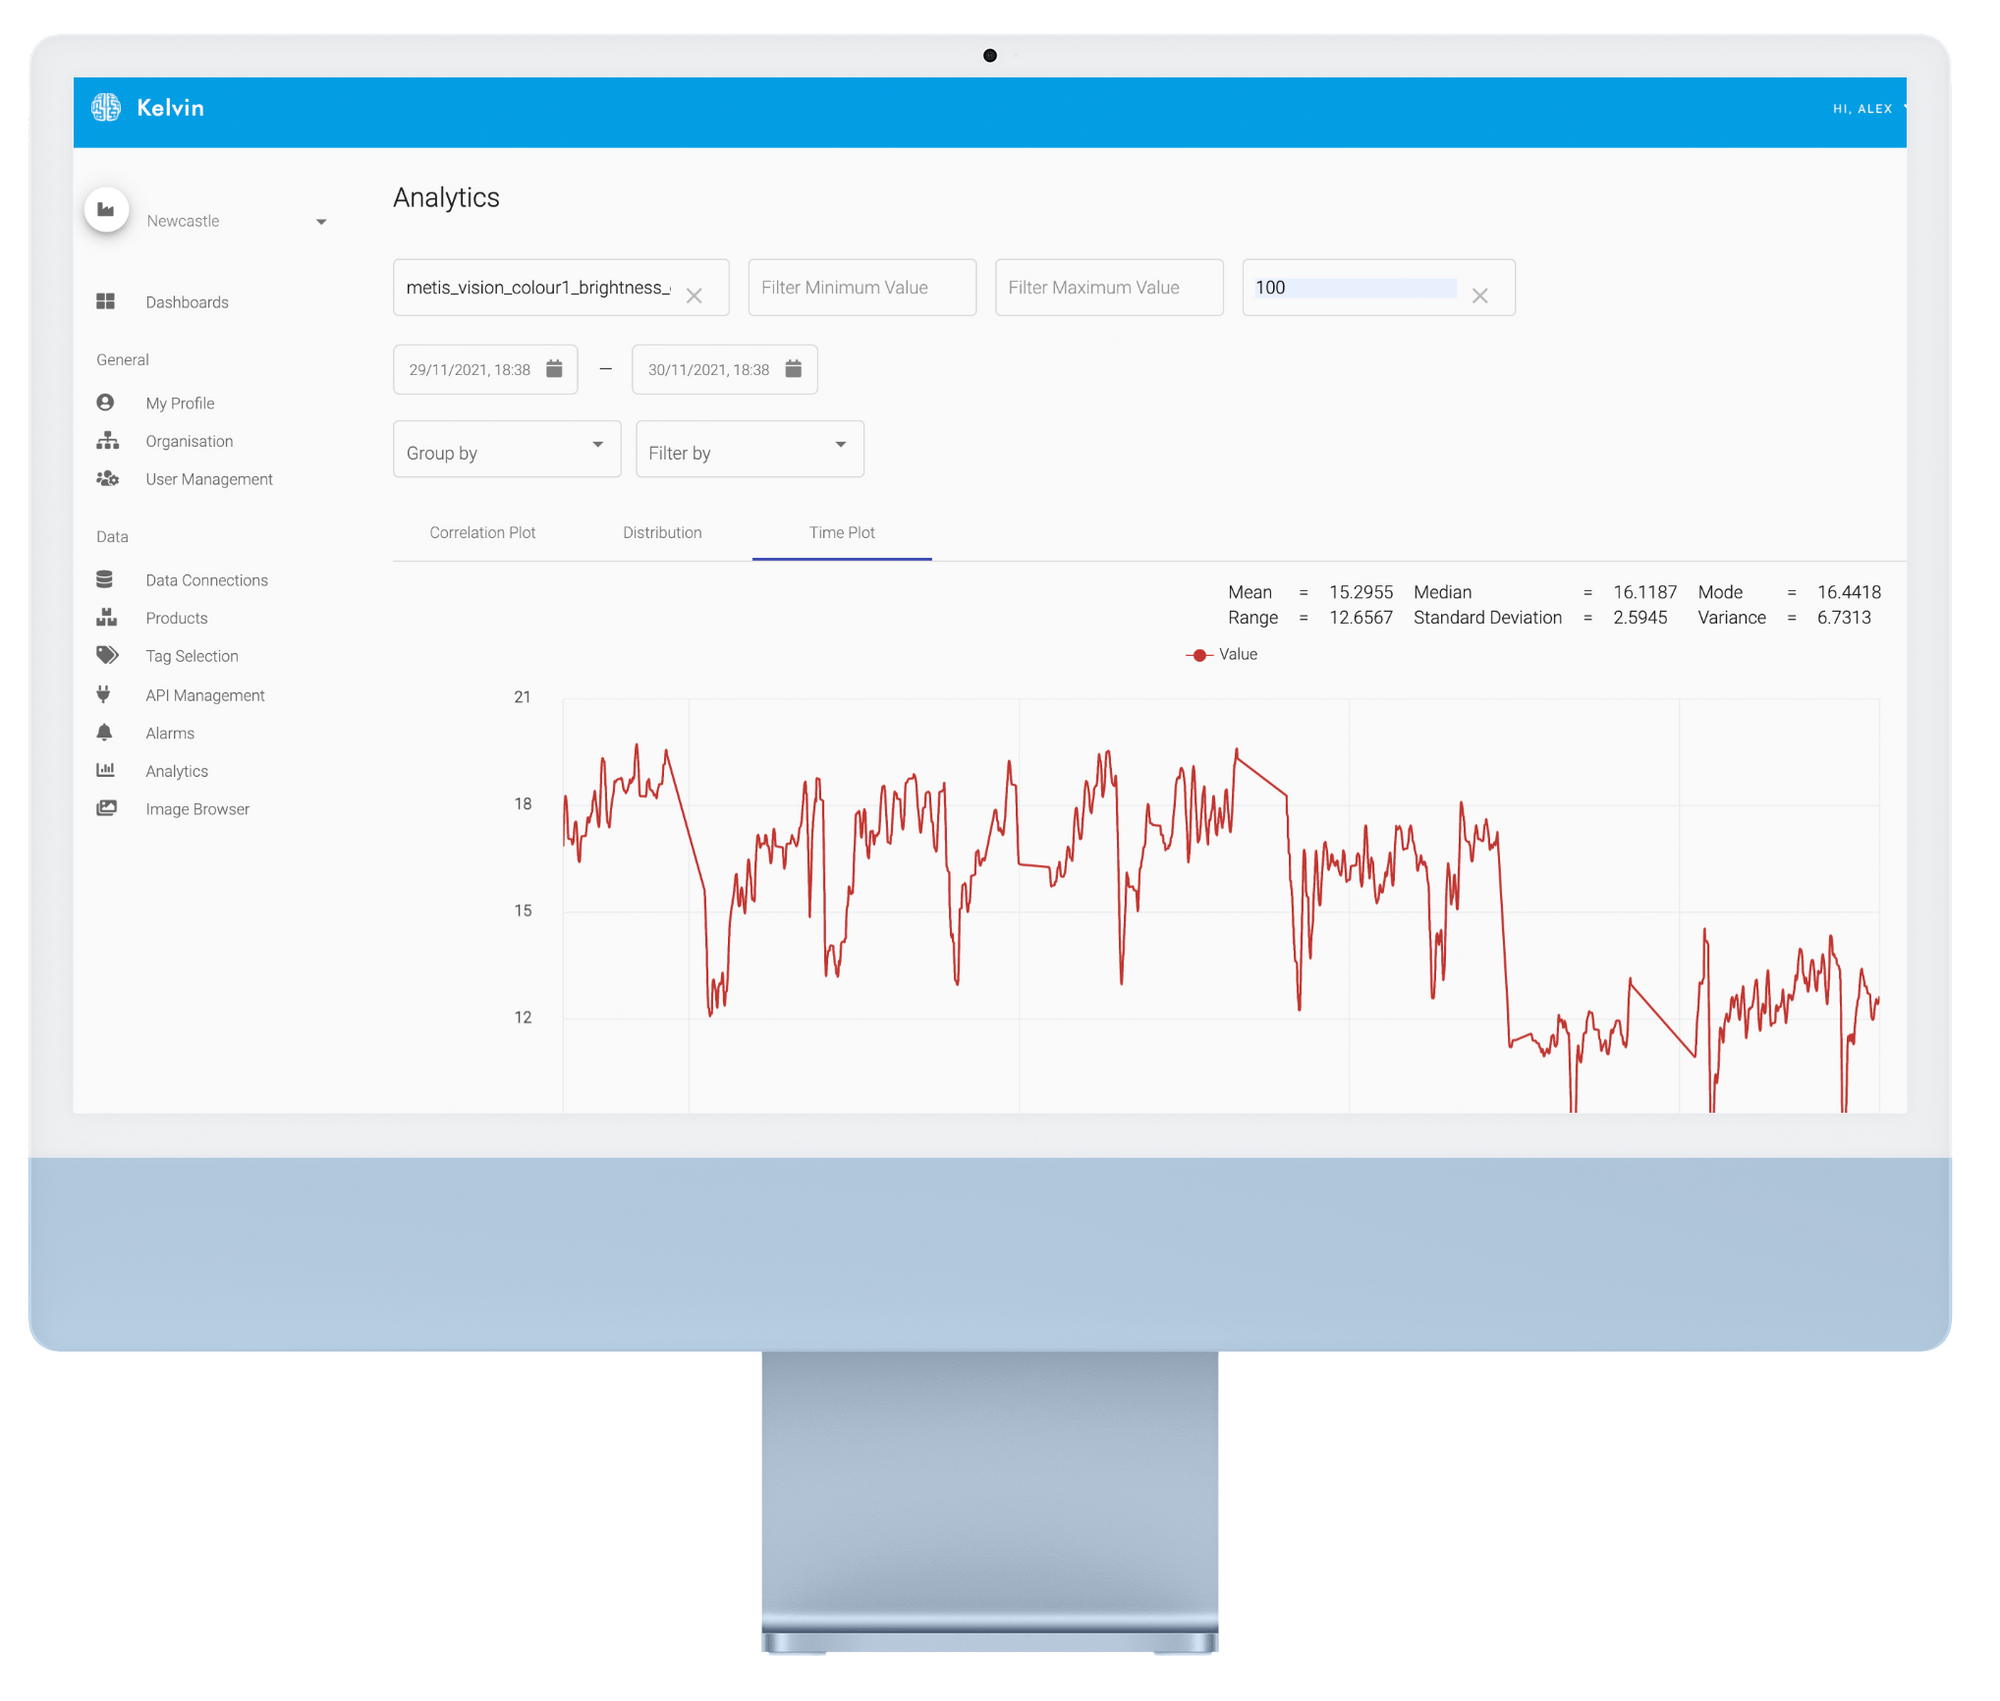 Kelvin
HI, ALEX
Newcastle
Dashboards
General
My Profile
Organisation
User Management
Data
Data Connections
Products
Tag Selection
API Management
Alarms
Analytics
Image Browser
Analytics
metis_vision_colour1_brightness_
Filter Minimum Value
Filter Maximum Value
100
29/11/2021, 18:38 – 30/11/2021, 18:38
Group by
Filter by
Correlation Plot
Distribution
Time Plot
Mean = 15.2955 Median = 16.1187 Mode = 16.4418
Range = 12.6567 Standard Deviation = 2.5945 Variance = 6.7313
Value
21
18
15
12